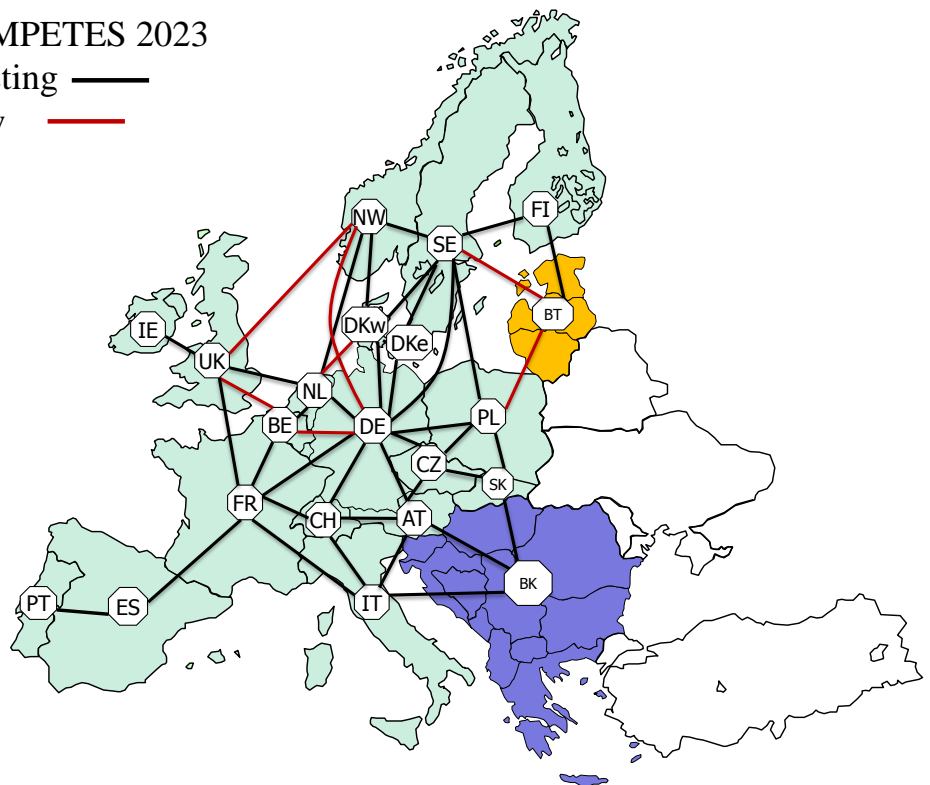 MPETES 2023
ting
NW
FI
SE
BT
DKw
IE
DKe
UK
NL
BE
DE
PL
CZ
SK
FR
CH
AT
BK
PT
ES
IT